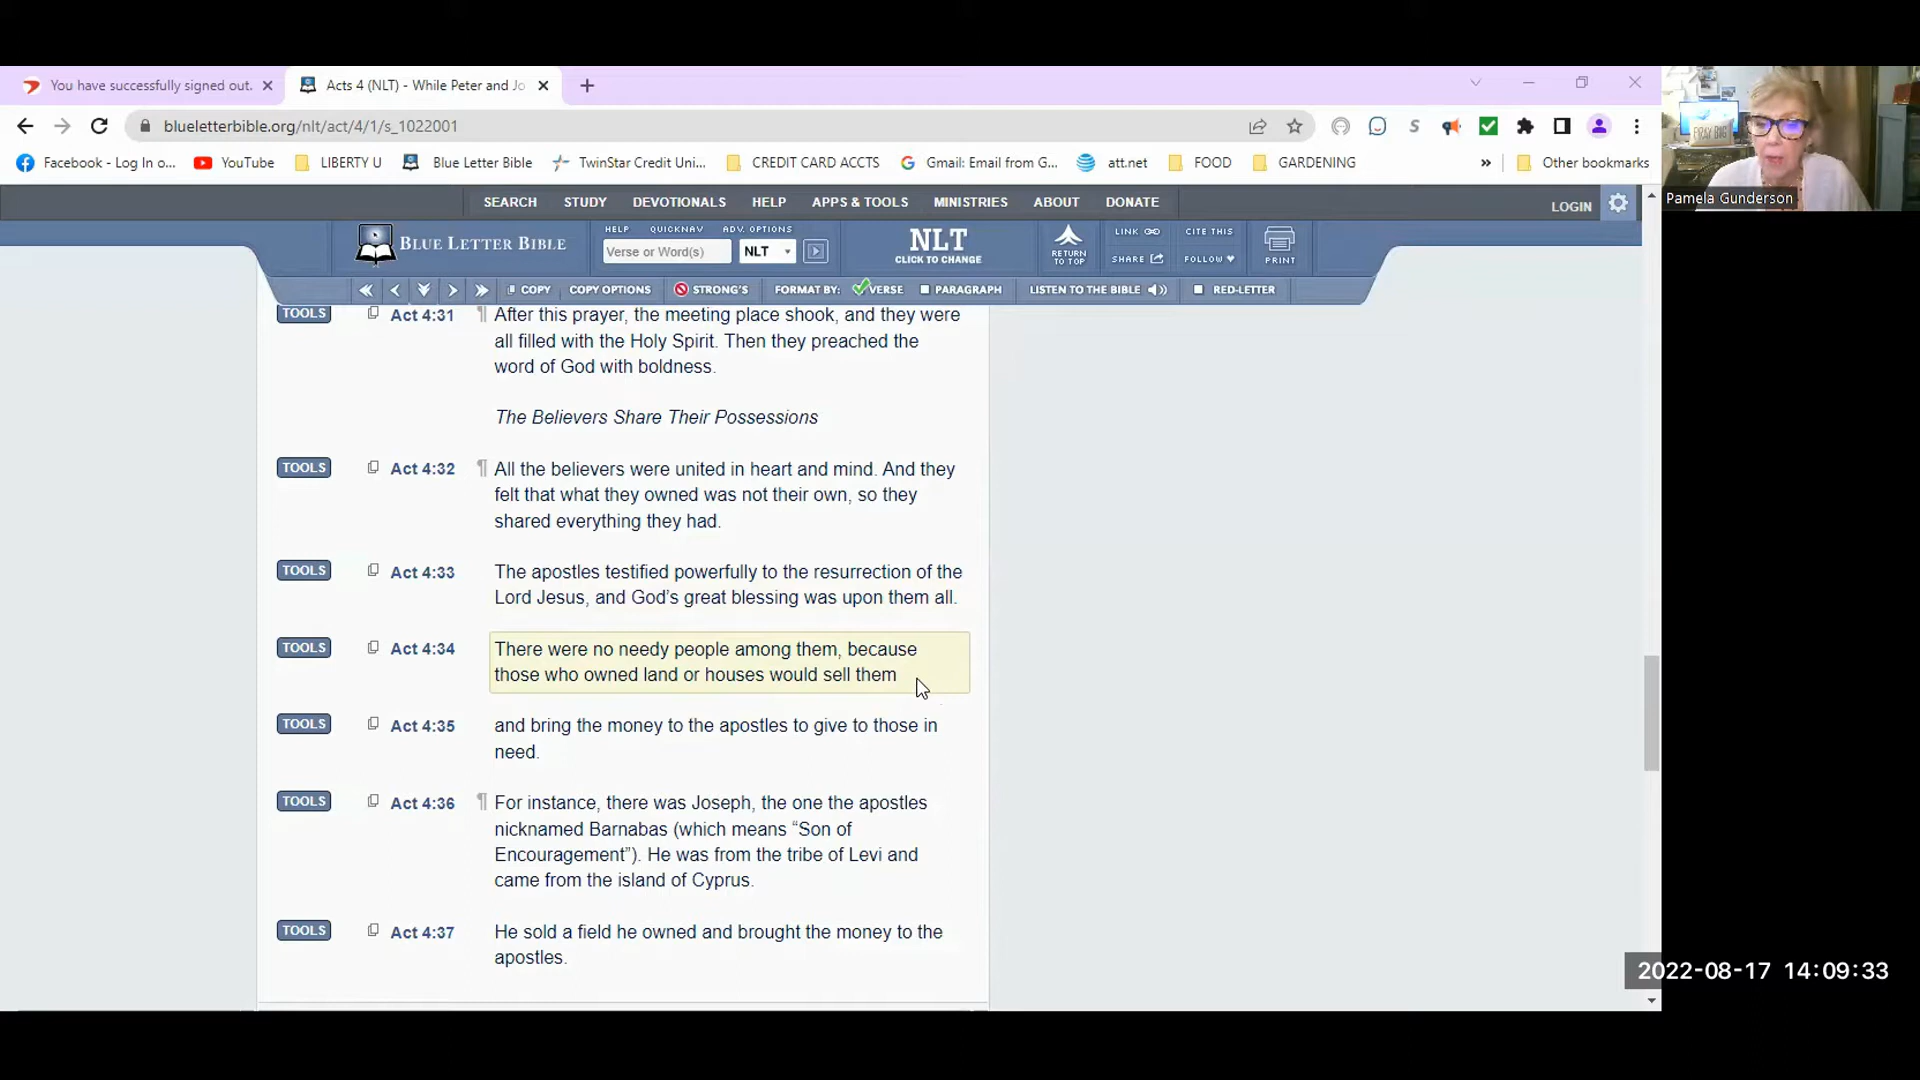 You have successfully signed out.
Acts 4 (NLT) - While Peter and Jo
blueletterbible.org/nlt/act/4/1/s_1022001
Facebook - Log In o...
YouTube
LIBERTY U
Blue Letter Bible
TwinStar Credit Uni...
CREDIT CARD ACCTS
Gmail: Email from G...
att.net
FOOD
GARDENING
»
Other bookmarks
Pamela Gunderson
SEARCH STUDY DEVOTIONALS HELP APPS & TOOLS MINISTRIES ABOUT DONATE
LOGIN
BLUE LETTER BIBLE
HELP QUICKNAV ADV. OPTIONS
Verse or Word(s)
NLT
NLT
CLICK TO CHANGE
RETURN
TO TOP
LINK
CITE THIS
SHARE
FOLLOW
PRINT
COPY COPY OPTIONS STRONG'S FORMAT BY: VERSE PARAGRAPH LISTEN TO THE BIBLE RED-LETTER
TOOLS Act 4:31 ¶ After this prayer, the meeting place shook, and they were
all filled with the Holy Spirit. Then they preached the
word of God with boldness.
The Believers Share Their Possessions
TOOLS Act 4:32 ¶ All the believers were united in heart and mind. And they
felt that what they owned was not their own, so they
shared everything they had.
TOOLS Act 4:33 The apostles testified powerfully to the resurrection of the
Lord Jesus, and God's great blessing was upon them all.
TOOLS Act 4:34 There were no needy people among them, because
those who owned land or houses would sell them
TOOLS Act 4:35 and bring the money to the apostles to give to those in
need.
TOOLS Act 4:36 ¶ For instance, there was Joseph, the one the apostles
nicknamed Barnabas (which means “Son of
Encouragement”). He was from the tribe of Levi and
came from the island of Cyprus.
TOOLS Act 4:37 He sold a field he owned and brought the money to the
apostles.
2022-08-17 14:09:33